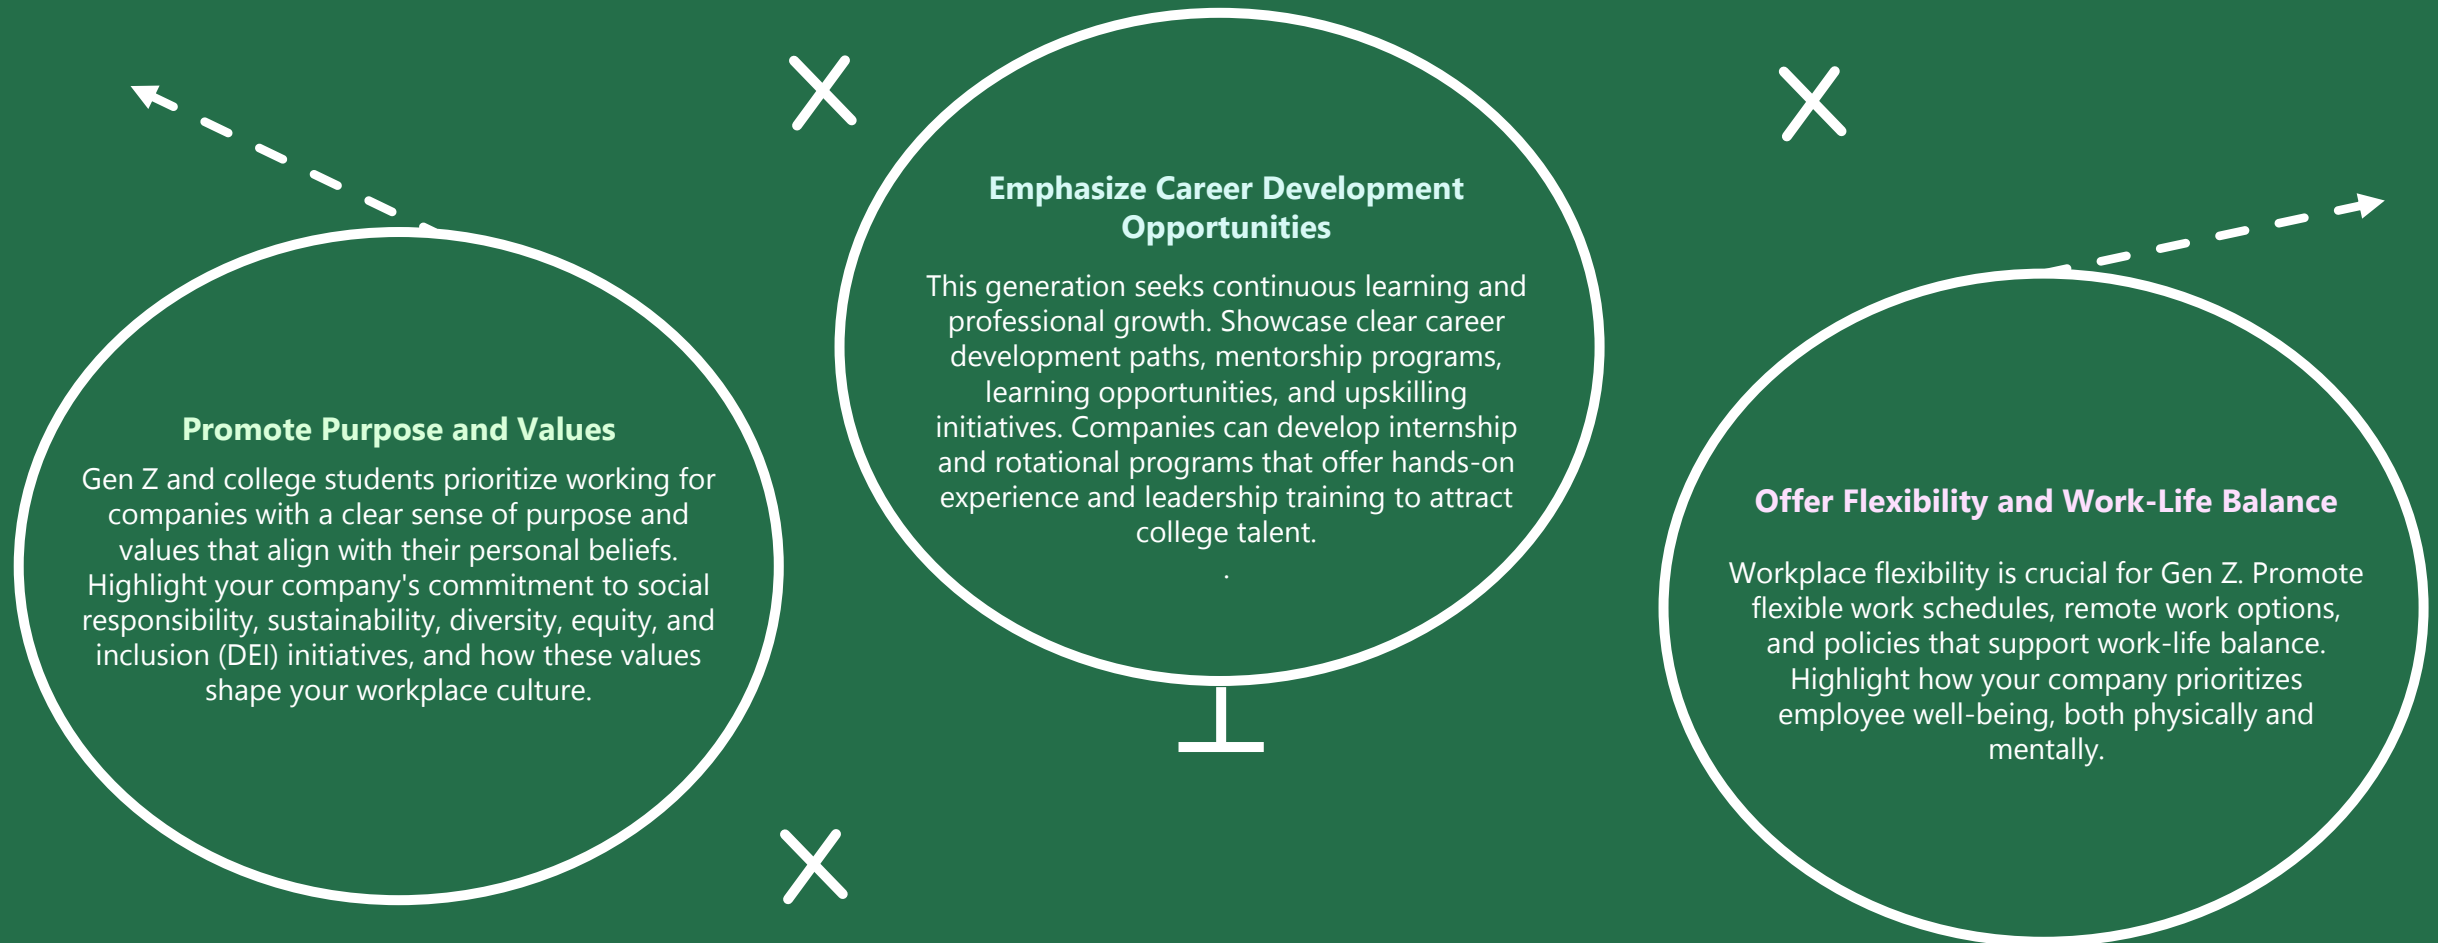 Promote Purpose and Values
Gen Z and college students prioritize working for
companies with a clear sense of purpose and
values that align with their personal beliefs.
Highlight your company's commitment to social
responsibility, sustainability, diversity, equity, and
inclusion (DEI) initiatives, and how these values
shape your workplace culture.
Emphasize Career Development
Opportunities
This generation seeks continuous learning and
professional growth. Showcase clear career
development paths, mentorship programs,
learning opportunities, and upskilling
initiatives. Companies can develop internship
and rotational programs that offer hands-on
experience and leadership training to attract
college talent.
.
Offer Flexibility and Work-Life Balance
Workplace flexibility is crucial for Gen Z. Promote
flexible work schedules, remote work options,
and policies that support work-life balance.
Highlight how your company prioritizes
employee well-being, both physically and
mentally.